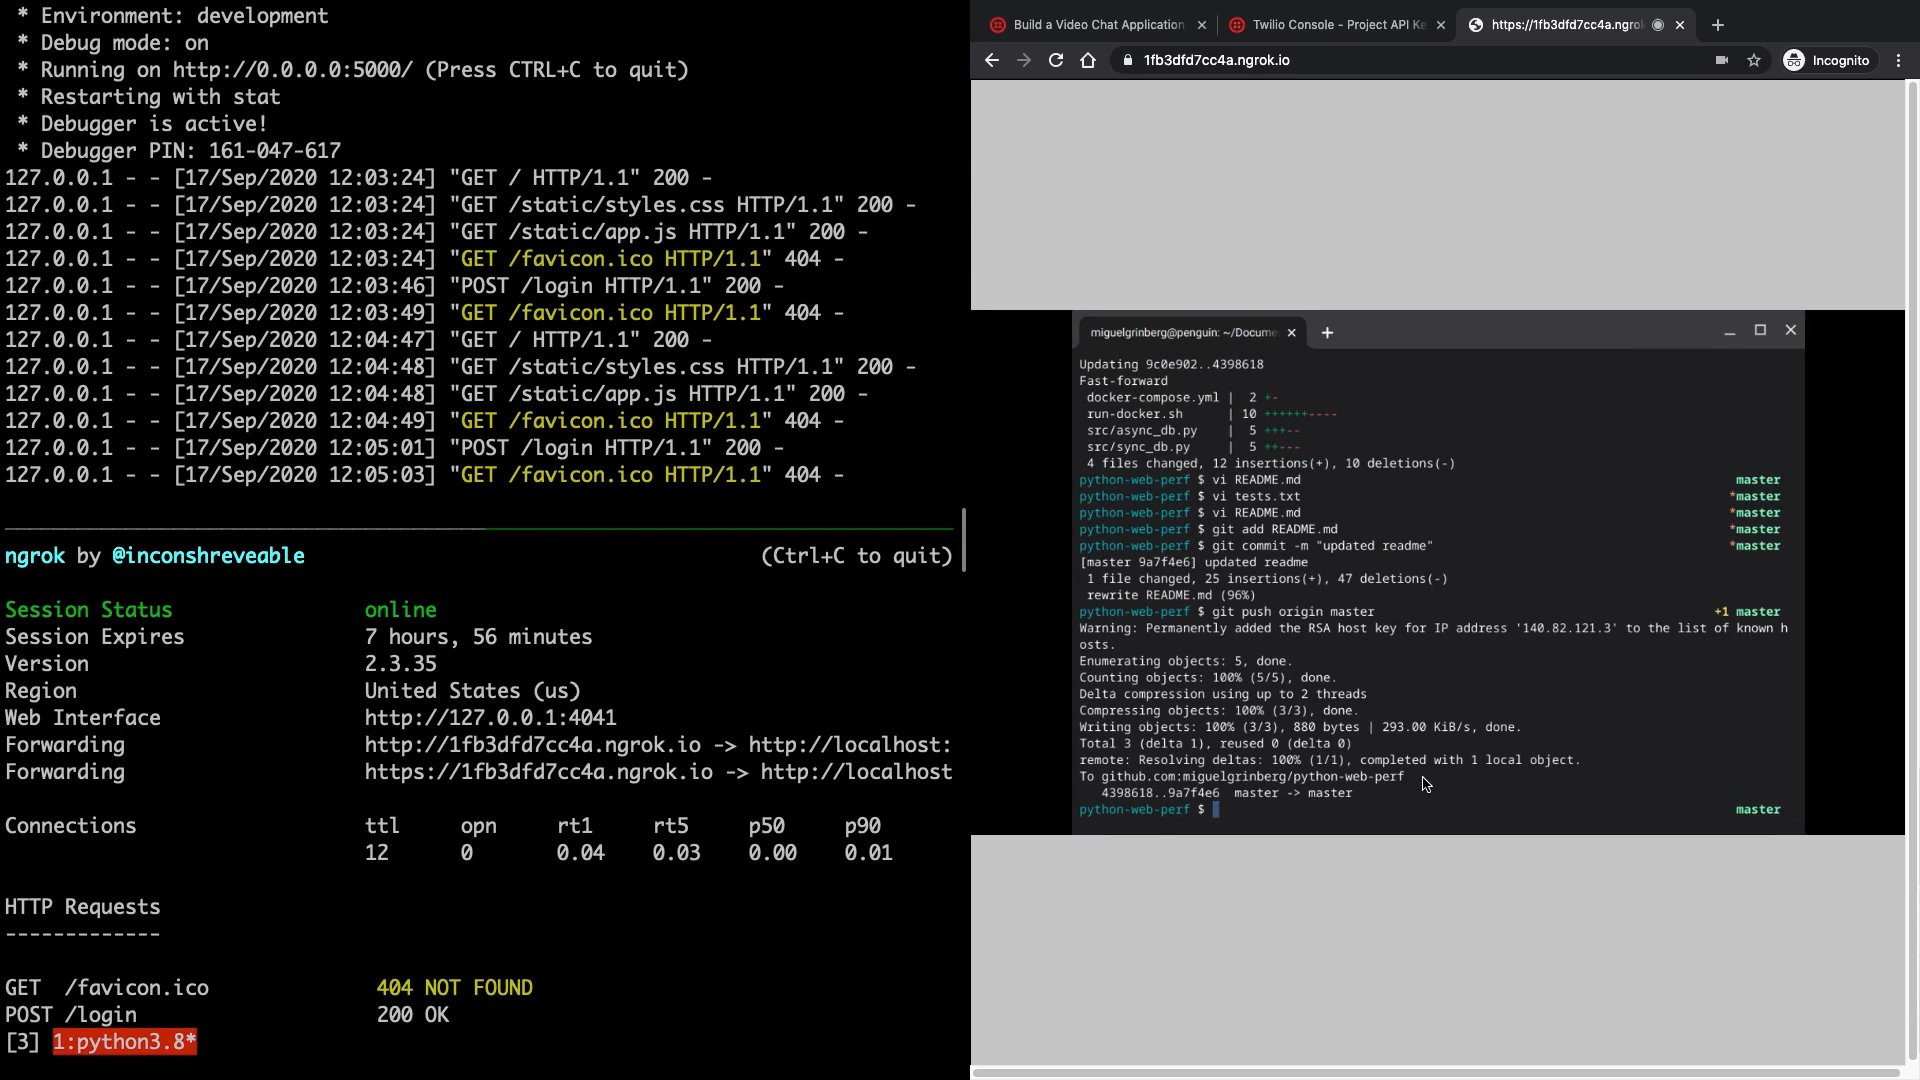 * Environment: development
* Debug mode: on
* Running on http://0.0.0.0:5000/ (Press CTRL+C to quit)
* Restarting with stat
* Debugger is active!
* Debugger PIN: 161-047-617
127.0.0.1 - - [17/Sep/2020 12:03:24] "GET / HTTP/1.1" 200 -
127.0.0.1 - - [17/Sep/2020 12:03:24] "GET /static/styles.css HTTP/1.1" 200 -
127.0.0.1 - - [17/Sep/2020 12:03:24] "GET /static/app.js HTTP/1.1" 200 -
127.0.0.1 - - [17/Sep/2020 12:03:24] "GET /favicon.ico HTTP/1.1" 404 -
127.0.0.1 - - [17/Sep/2020 12:03:46] "POST /login HTTP/1.1" 200 -
127.0.0.1 - - [17/Sep/2020 12:03:49] "GET /favicon.ico HTTP/1.1" 404 -
127.0.0.1 - - [17/Sep/2020 12:04:47] "GET / HTTP/1.1" 200 -
127.0.0.1 - - [17/Sep/2020 12:04:48] "GET /static/styles.css HTTP/1.1" 200 -
127.0.0.1 - - [17/Sep/2020 12:04:48] "GET /static/app.js HTTP/1.1" 200 -
127.0.0.1 - - [17/Sep/2020 12:04:49] "GET /favicon.ico HTTP/1.1" 404 -
127.0.0.1 - - [17/Sep/2020 12:05:01] "POST /login HTTP/1.1" 200 -
127.0.0.1 - - [17/Sep/2020 12:05:03] "GET /favicon.ico HTTP/1.1" 404 -
ngrok by @inconshreveable (Ctrl+C to quit)
Session Status online
Session Expires 7 hours, 56 minutes
Version 2.3.35
Region United States (us)
Web Interface http://127.0.0.1:4041
Forwarding http://1fb3dfd7cc4a.ngrok.io -> http://localhost:
Forwarding https://1fb3dfd7cc4a.ngrok.io -> http://localhost
Connections ttl opn rt1 rt5 p50 p90
12 0 0.04 0.03 0.00 0.01
HTTP Requests
-------------
GET /favicon.ico 404 NOT FOUND
POST /login 200 OK
[3] 1:python3.8*
Build a Video Chat Application
Twilio Console - Project API Ke
https://1fb3dfd7cc4a.ngro
1fb3dfd7cc4a.ngrok.io
Incognito
miguelgrinberg@penguin: ~/Docume
Updating 9c0e902..4398618
Fast-forward
docker-compose.yml | 2 +-
run-docker.sh | 10 ++++++----
src/async_db.py | 5 +++--
src/sync_db.py | 5 ++---
4 files changed, 12 insertions(+), 10 deletions(-)
python-web-perf $ vi README.md master
python-web-perf $ vi tests.txt *master
python-web-perf $ vi README.md *master
python-web-perf $ git add README.md *master
python-web-perf $ git commit -m "updated readme" *master
[master 9a7f4e6] updated readme
1 file changed, 25 insertions(+), 47 deletions(-)
rewrite README.md (96%)
python-web-perf $ git push origin master +1 master
Warning: Permanently added the RSA host key for IP address '140.82.121.3' to the list of known h
osts.
Enumerating objects: 5, done.
Counting objects: 100% (5/5), done.
Delta compression using up to 2 threads
Compressing objects: 100% (3/3), done.
Writing objects: 100% (3/3), 880 bytes | 293.00 KiB/s, done.
Total 3 (delta 1), reused 0 (delta 0)
remote: Resolving deltas: 100% (1/1), completed with 1 local object.
To github.com:miguelgrinberg/python-web-perf
4398618..9a7f4e6 master -> master
python-web-perf $ master